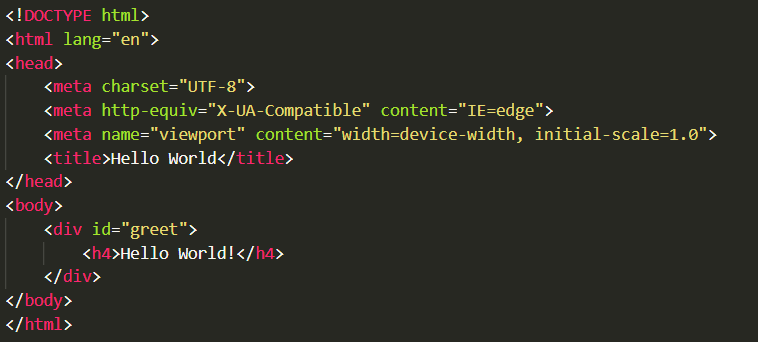 <!DOCTYPE html>
<html lang="en">
<head>
    <meta charset="UTF-8">
    <meta http-equiv="X-UA-Compatible" content="IE=edge">
    <meta name="viewport" content="width=device-width, initial-scale=1.0">
    <title>Hello World</title>
</head>
<body>
    <div id="greet">
        <h4>Hello World!</h4>
    </div>
</body>
</html>